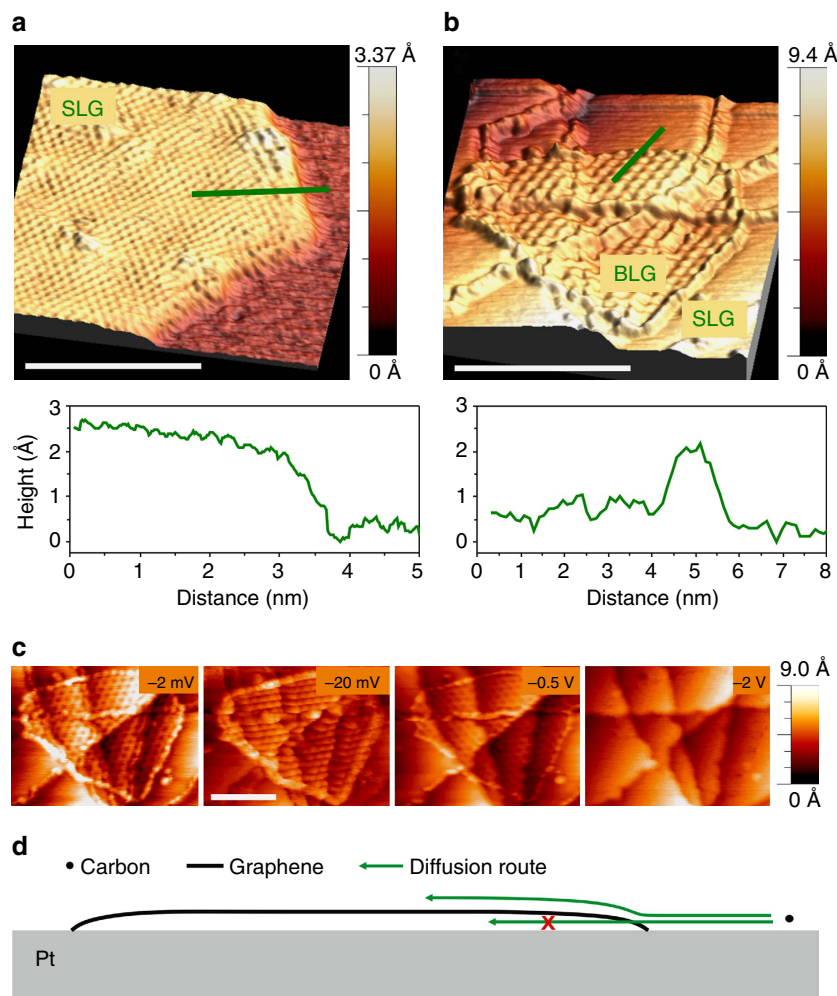 a
3.37 Å
SLG
0 Å
b
9.4 Å
BLG
SLG
0 Å
3
2
1
0
Height (Å)
0 1 2 3 4 5
Distance (nm)
3
2
1
0
0 1 2 3 4 5 6 7 8
Distance (nm)
c
–2 mV
–20 mV
–0.5 V
–2 V
9.0 Å
0 Å
d
Carbon
Graphene
Diffusion route
X
Pt